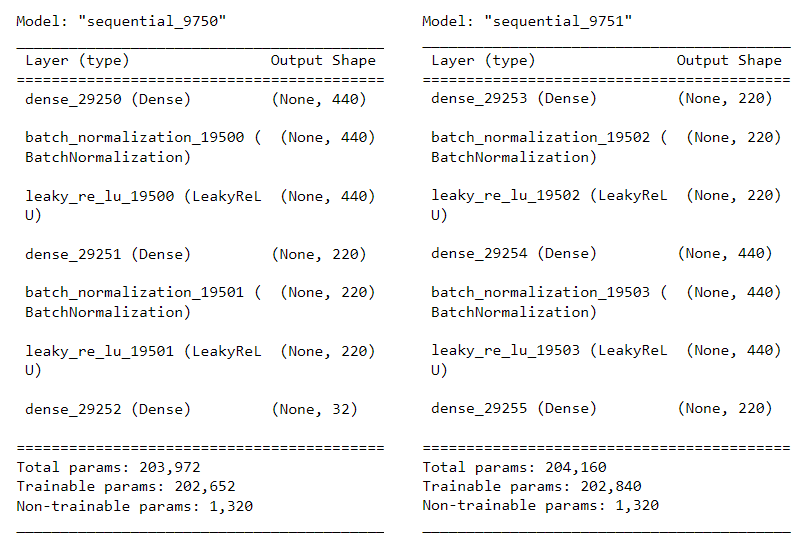 Model: "sequential_9750"
Layer (type) Output Shape
dense_29250 (Dense) (None, 440)
batch_normalization_19500 ( (None, 440)
BatchNormalization)
leaky_re_lu_19500 (LeakyReL (None, 440)
U)
dense_29251 (Dense) (None, 220)
batch_normalization_19501 ( (None, 220)
BatchNormalization)
leaky_re_lu_19501 (LeakyReL (None, 220)
U)
dense_29252 (Dense) (None, 32)
Total params: 203,972
Trainable params: 202,652
Non-trainable params: 1,320
Model: "sequential_9751"
Layer (type) Output Shape
dense_29253 (Dense) (None, 220)
batch_normalization_19502 ( (None, 220)
BatchNormalization)
leaky_re_lu_19502 (LeakyReL (None, 220)
U)
dense_29254 (Dense) (None, 440)
batch_normalization_19503 ( (None, 440)
BatchNormalization)
leaky_re_lu_19503 (LeakyReL (None, 440)
U)
dense_29255 (Dense) (None, 220)
Total params: 204,160
Trainable params: 202,840
Non-trainable params: 1,320